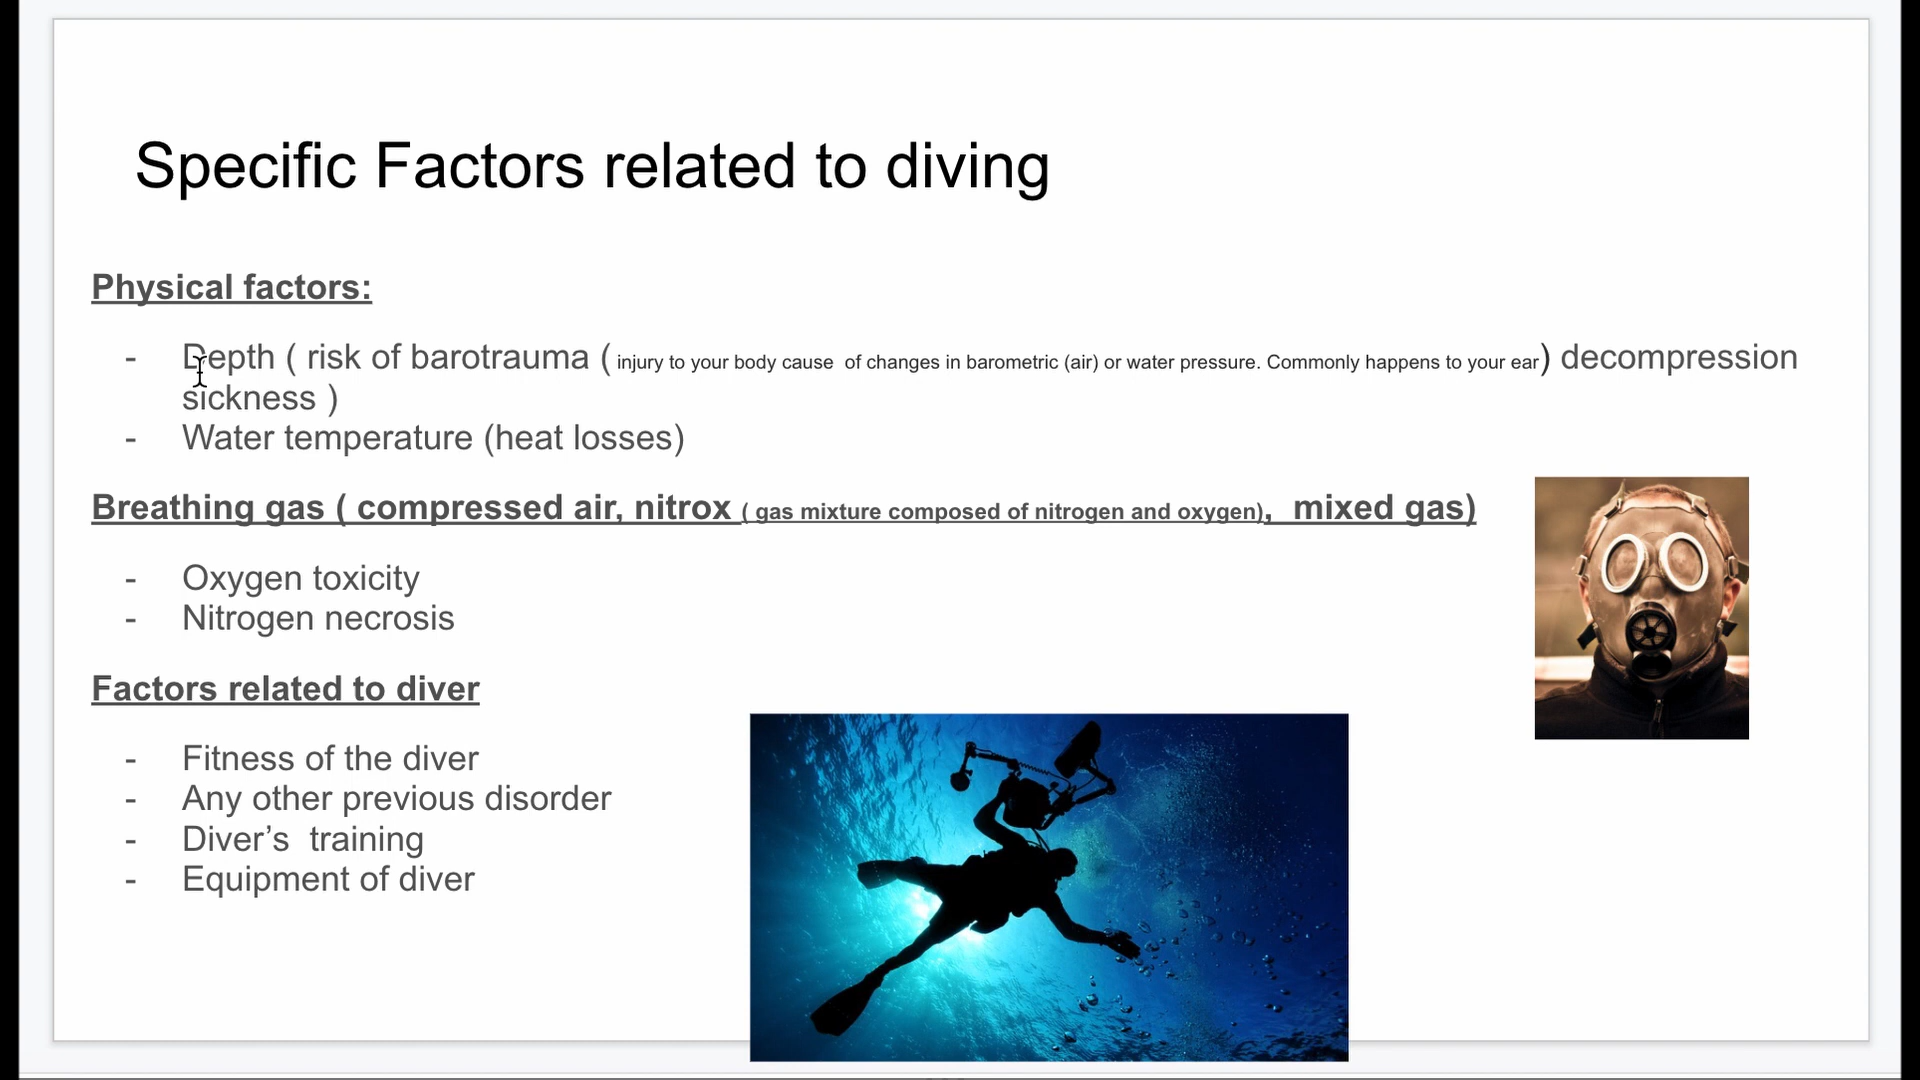 Specific Factors related to diving
Physical factors:
- Depth ( risk of barotrauma ( injury to your body cause  of changes in barometric (air) or water pressure. Commonly happens to your ear) decompression
sickness )
- Water temperature (heat losses)
Breathing gas ( compressed air, nitrox ( gas mixture composed of nitrogen and oxygen),  mixed gas)
- Oxygen toxicity
- Nitrogen necrosis
Factors related to diver
- Fitness of the diver
- Any other previous disorder
- Diver’s  training
- Equipment of diver